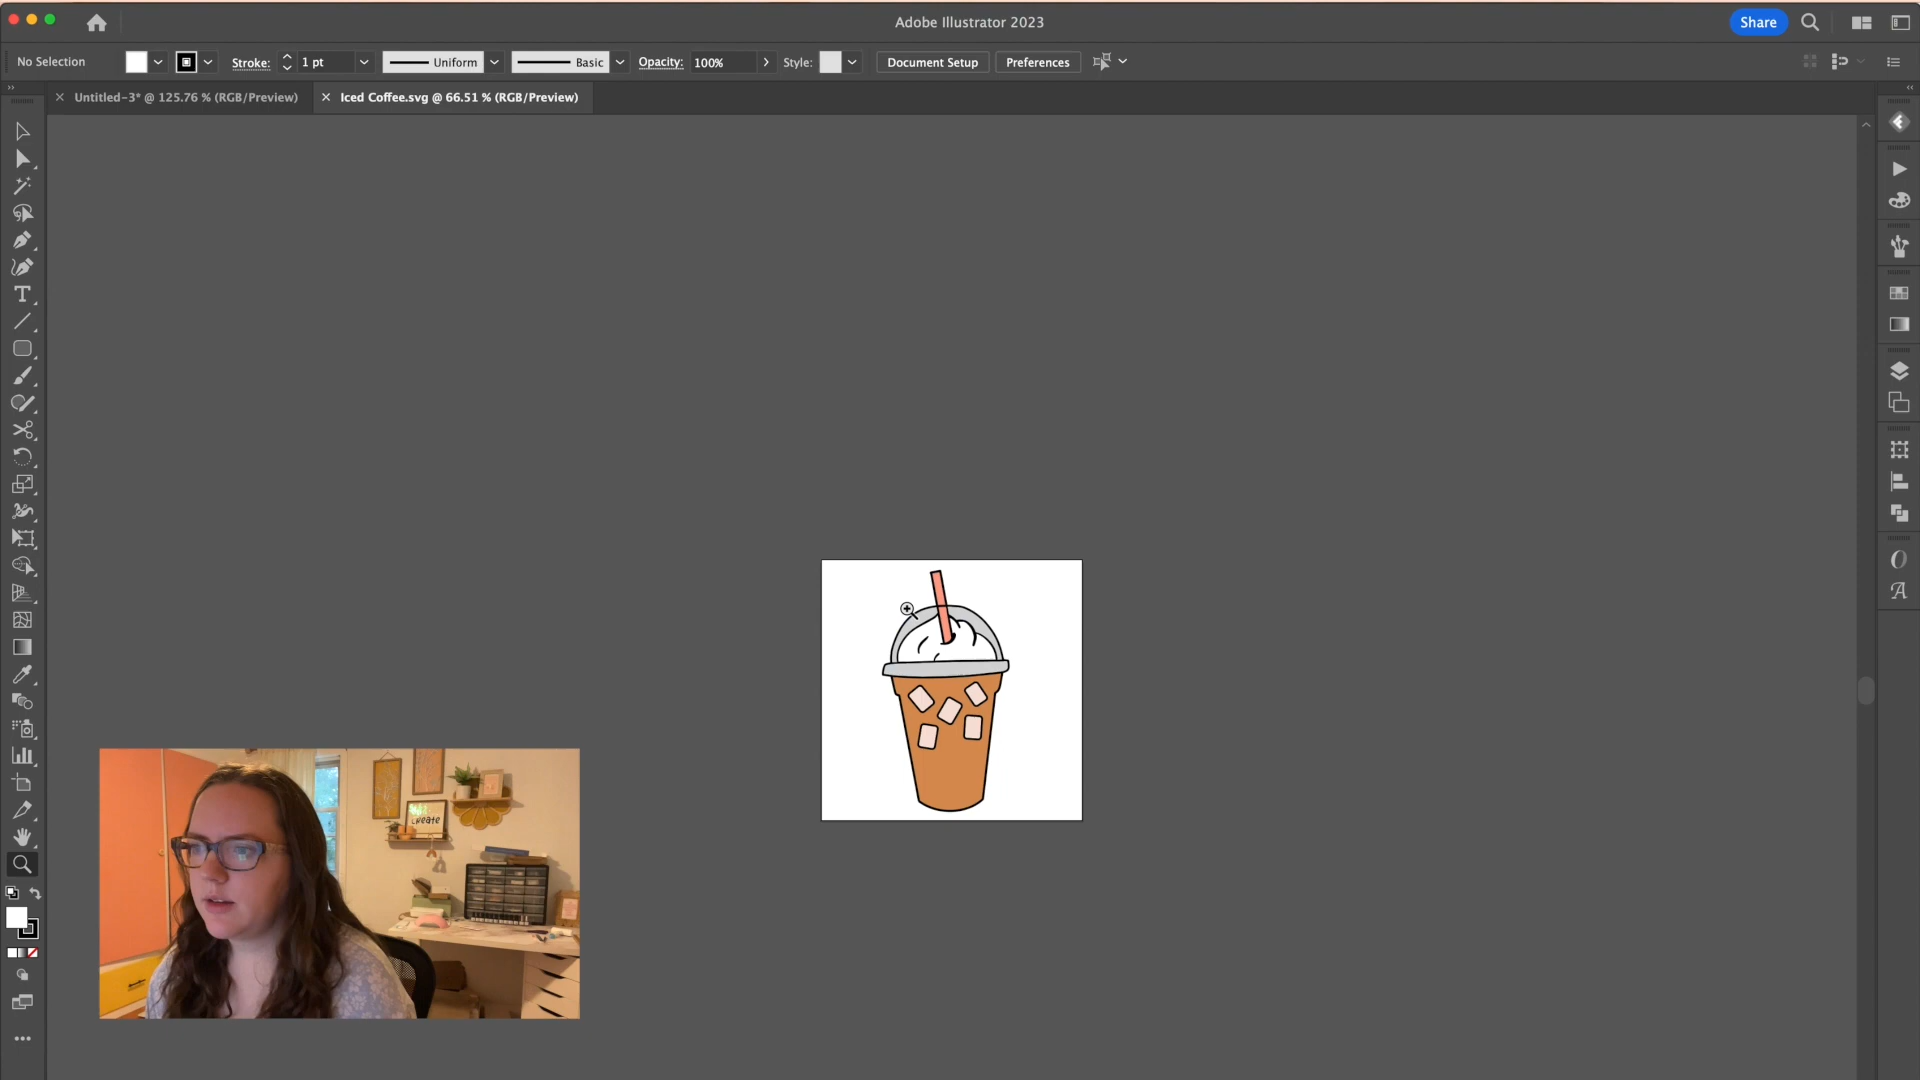 Adobe Illustrator 2023
Share
No Selection
Stroke:
1 pt
Uniform
Basic
Opacity:
100%
Style:
Document Setup
Preferences
Untitled-3* @ 125.76 % (RGB/Preview)
Iced Coffee.svg @ 66.51 % (RGB/Preview)
create